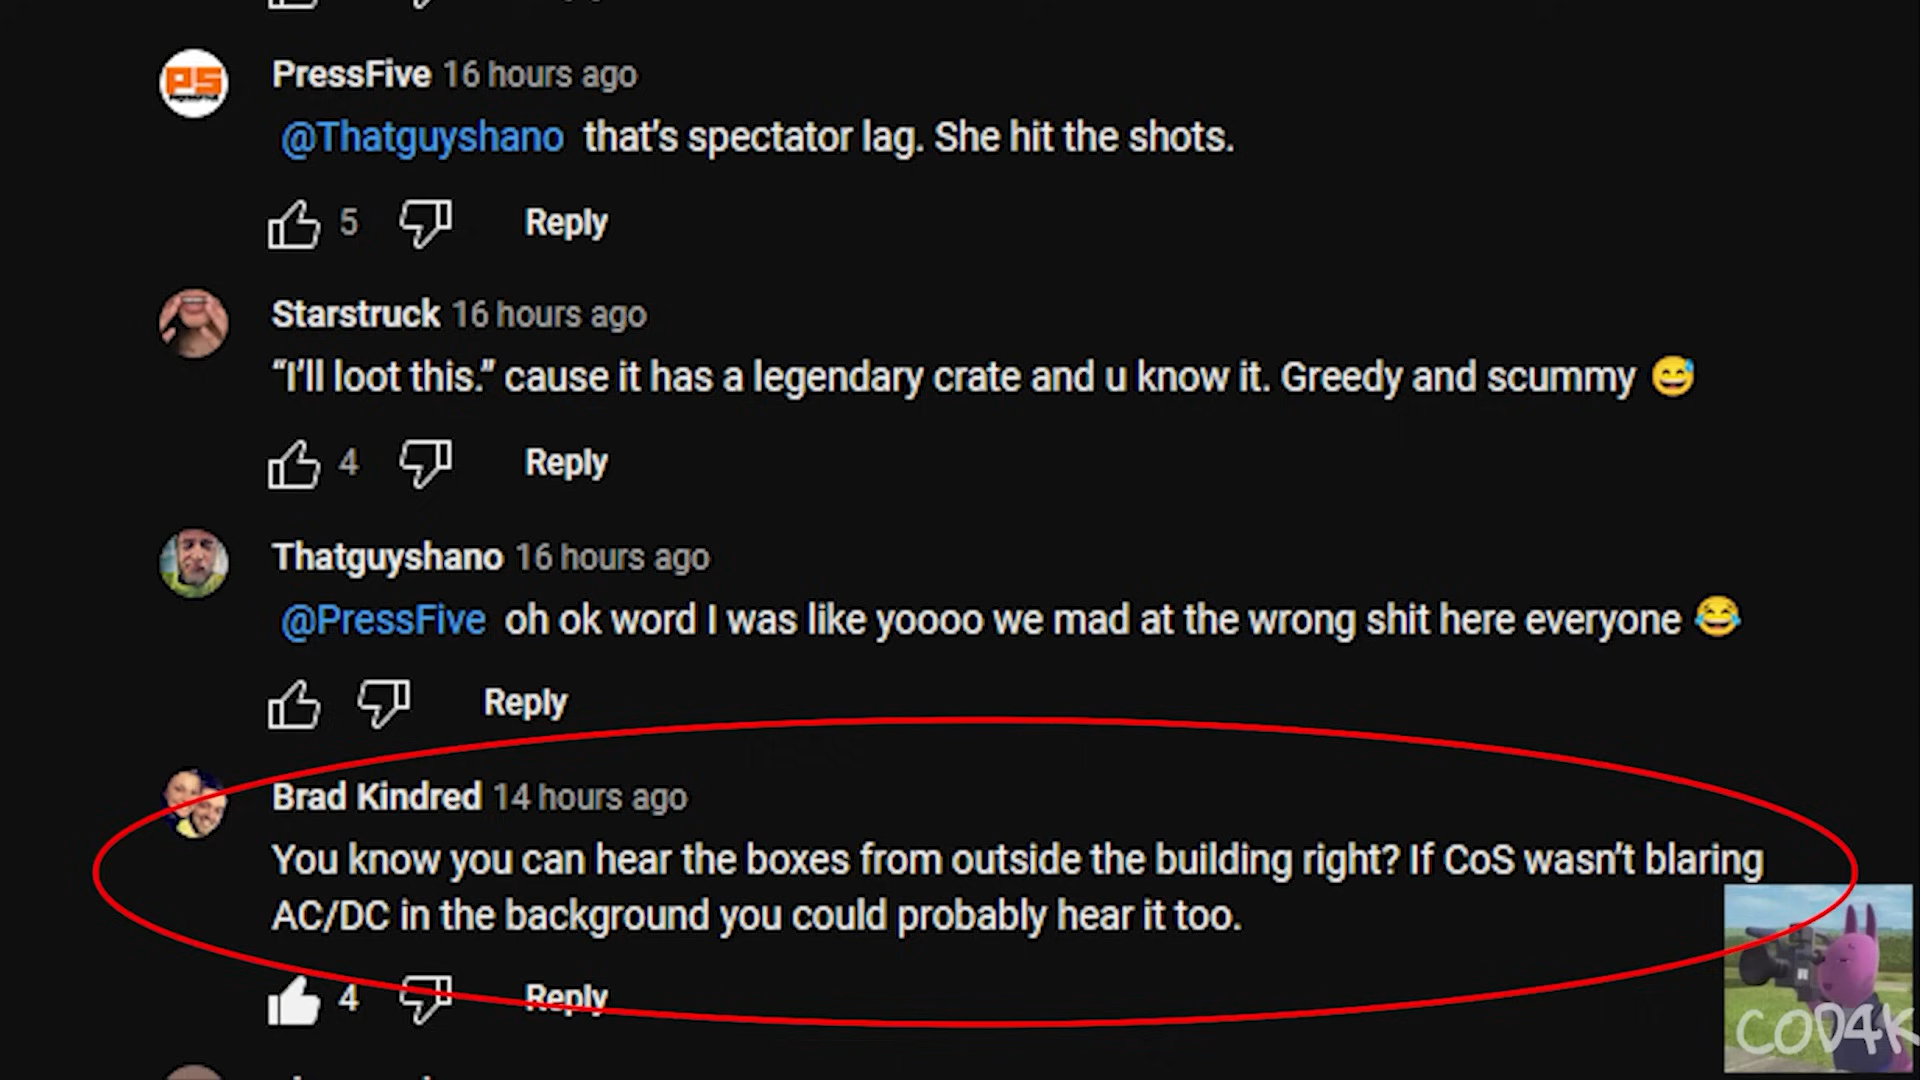 PressFive 16 hours ago
@Thatguyshano that's spectator lag. She hit the shots.
5 Reply
Starstruck 16 hours ago
“I'll loot this.” cause it has a legendary crate and u know it. Greedy and scummy 😅
4 Reply
Thatguyshano 16 hours ago
@PressFive oh ok word I was like yoooo we mad at the wrong shit here everyone 😂
Reply
Brad Kindred 14 hours ago
You know you can hear the boxes from outside the building right? If CoS wasn't blaring
AC/DC in the background you could probably hear it too.
4 Reply
COD4K